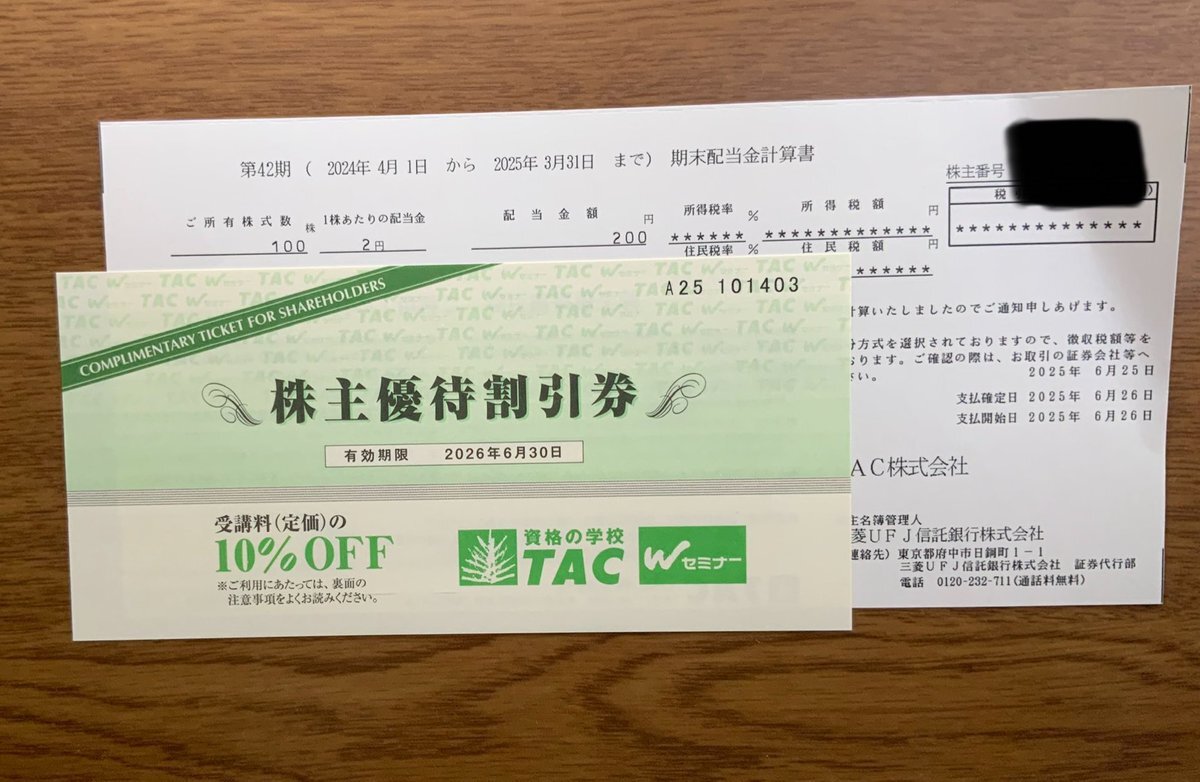 第42期 ( 2024年 4月 1日 から 2025年 3月31日 まで) 期末配当金計算書
株主番号
税 )
**************
ご所有株式数 株 1株あたりの配当金 配当金額 円 所得税率 % 所得税額 円
100 2円 200 ****** *************
住民税率 % 住民税額 円
******
計算いたしましたのでご通知申しあげます。
分方式を選択されておりますので、徴収税額等を
おります。ご確認の際は、お取引の証券会社等へ
さい。
2025年 6月25日
支払確定日 2025年 6月26日
支払開始日 2025年 6月26日
TAC株式会社
主名簿管理人
菱UFJ信託銀行株式会社
連絡先) 東京都府中市日鋼町1-1
三菱UFJ信託銀行株式会社 証券代行部
電話 0120-232-711(通話料無料)
TAC Wセミナー
COMPLIMENTARY TICKET FOR SHAREHOLDERS
A25 101403
株主優待割引券
有効期限 2026年6月30日
受講料(定価)の
10%OFF
※ご利用にあたっては、裏面の
注意事項をよくお読みください。
資格の学校
TAC
Wセミナー